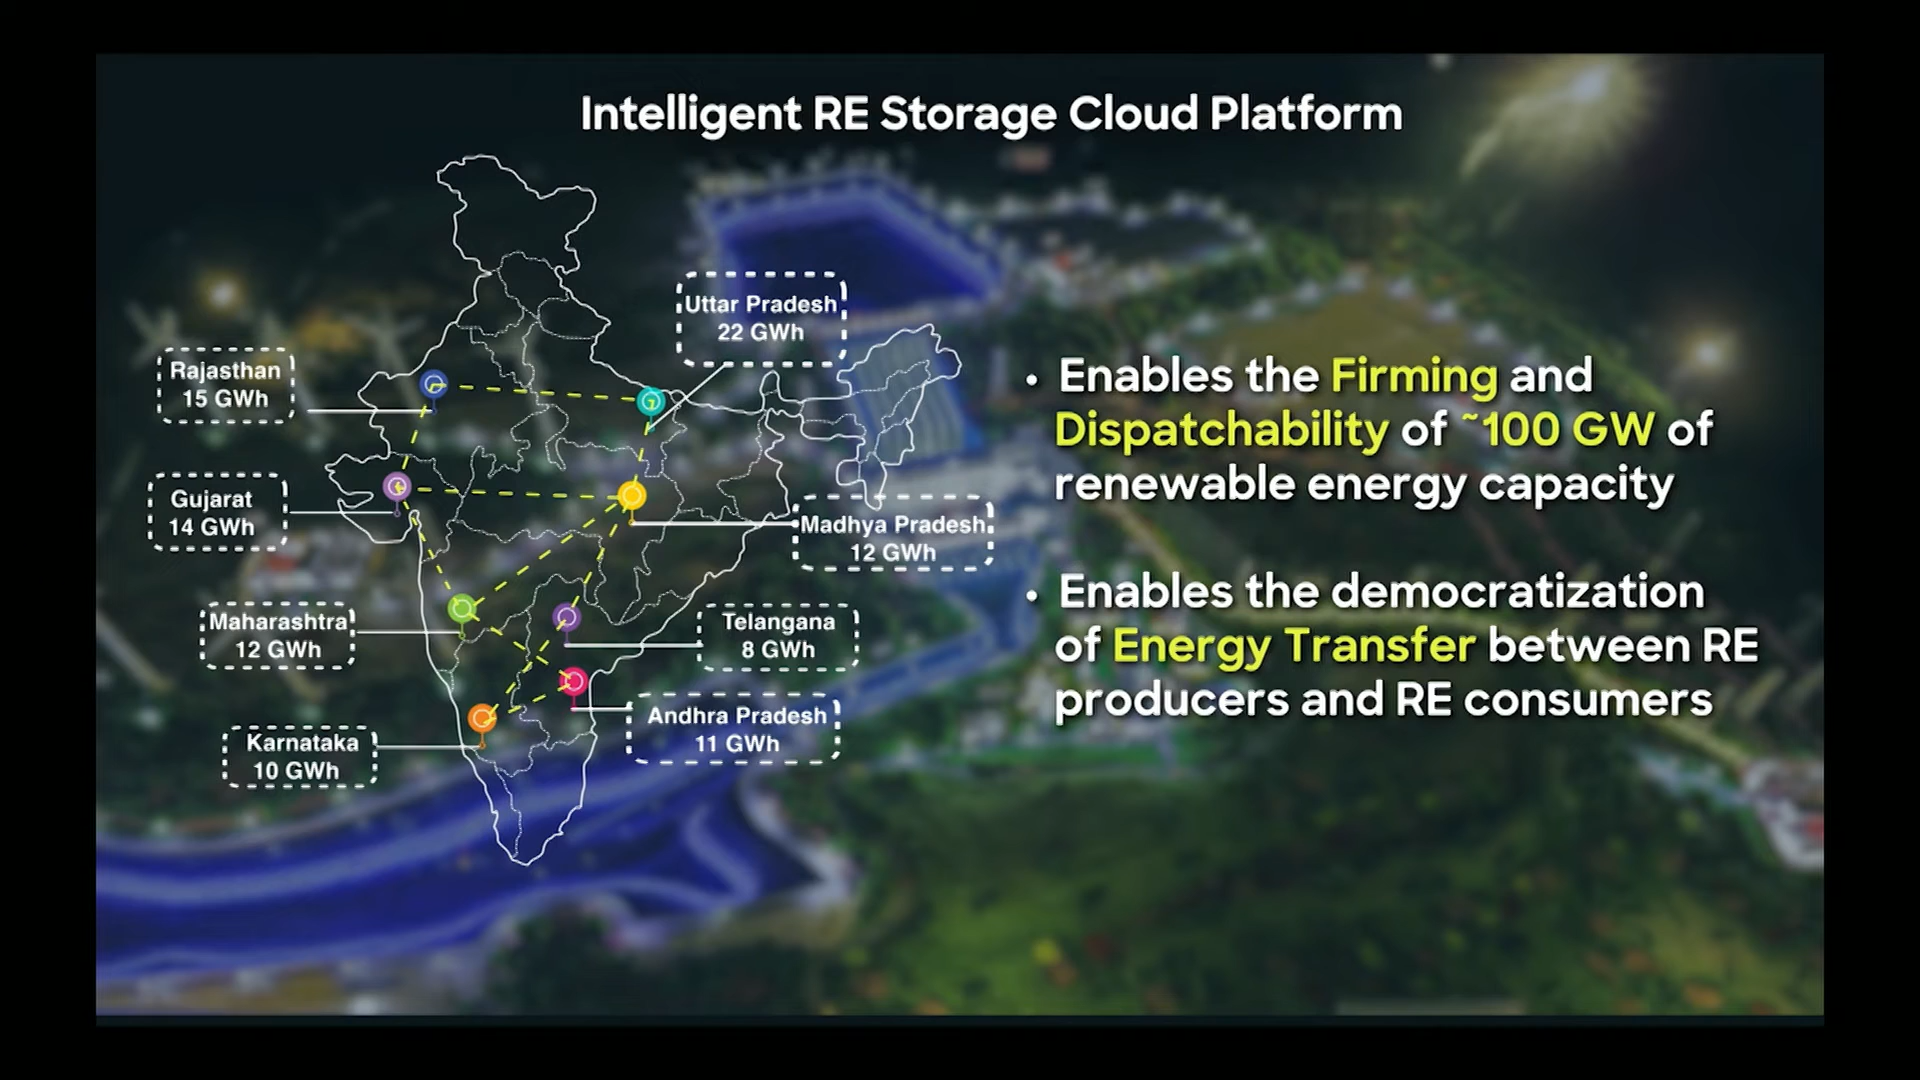 Intelligent RE Storage Cloud Platform
Uttar Pradesh
22 GWh
Rajasthan
15 GWh
Gujarat
14 GWh
Madhya Pradesh
12 GWh
Maharashtra
12 GWh
Telangana
8 GWh
Andhra Pradesh
11 GWh
Karnataka
10 GWh
• Enables the Firming and
Dispatchability of ~100 GW of
renewable energy capacity
• Enables the democratization
of Energy Transfer between RE
producers and RE consumers